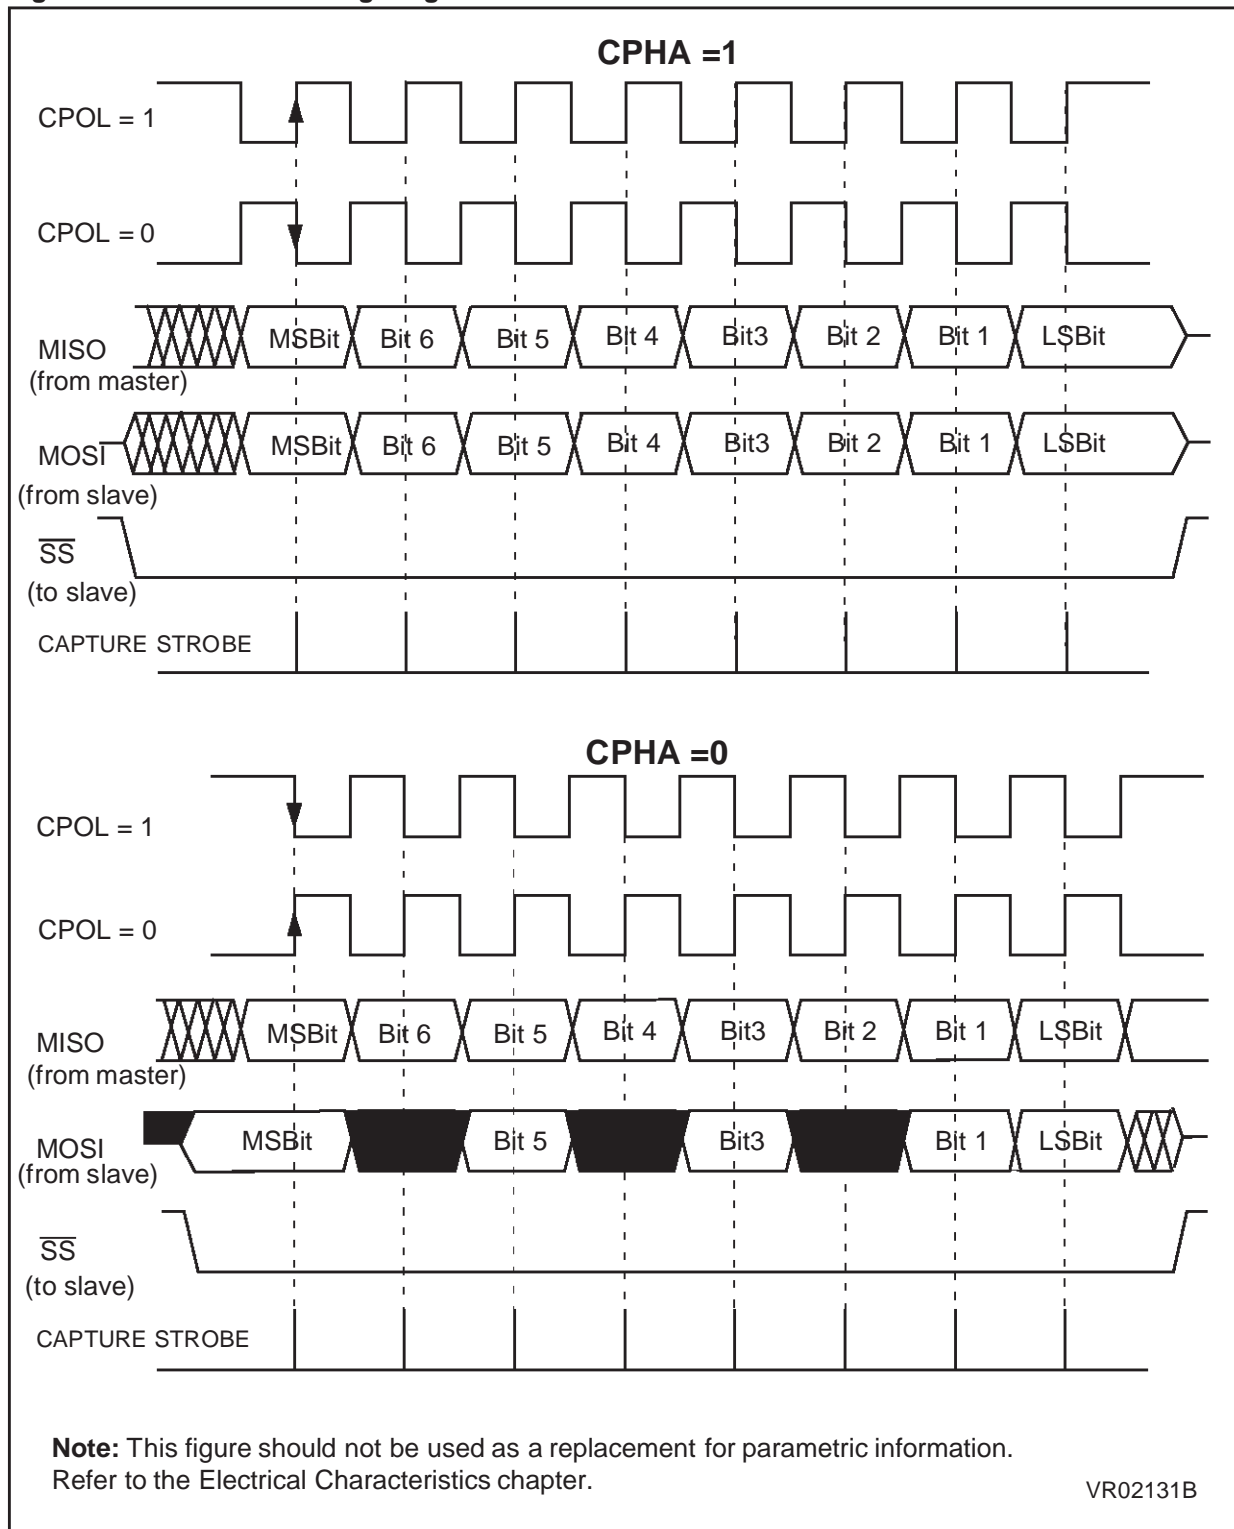 CPHA =1
CPOL = 1
CPOL = 0
MISO
(from master)
MSBit Bit 6 Bit 5 Bit 4 Bit3 Bit 2 Bit 1 LSBit
MOSI
(from slave)
MSBit Bit 6 Bit 5 Bit 4 Bit3 Bit 2 Bit 1 LSBit
SS
(to slave)
CAPTURE STROBE
CPHA =0
CPOL = 1
CPOL = 0
MISO
(from master)
MSBit Bit 6 Bit 5 Bit 4 Bit3 Bit 2 Bit 1 LSBit
MOSI
(from slave)
MSBit Bit 5 Bit3 Bit 1 LSBit
SS
(to slave)
CAPTURE STROBE
Note: This figure should not be used as a replacement for parametric information.
Refer to the Electrical Characteristics chapter.
VR02131B